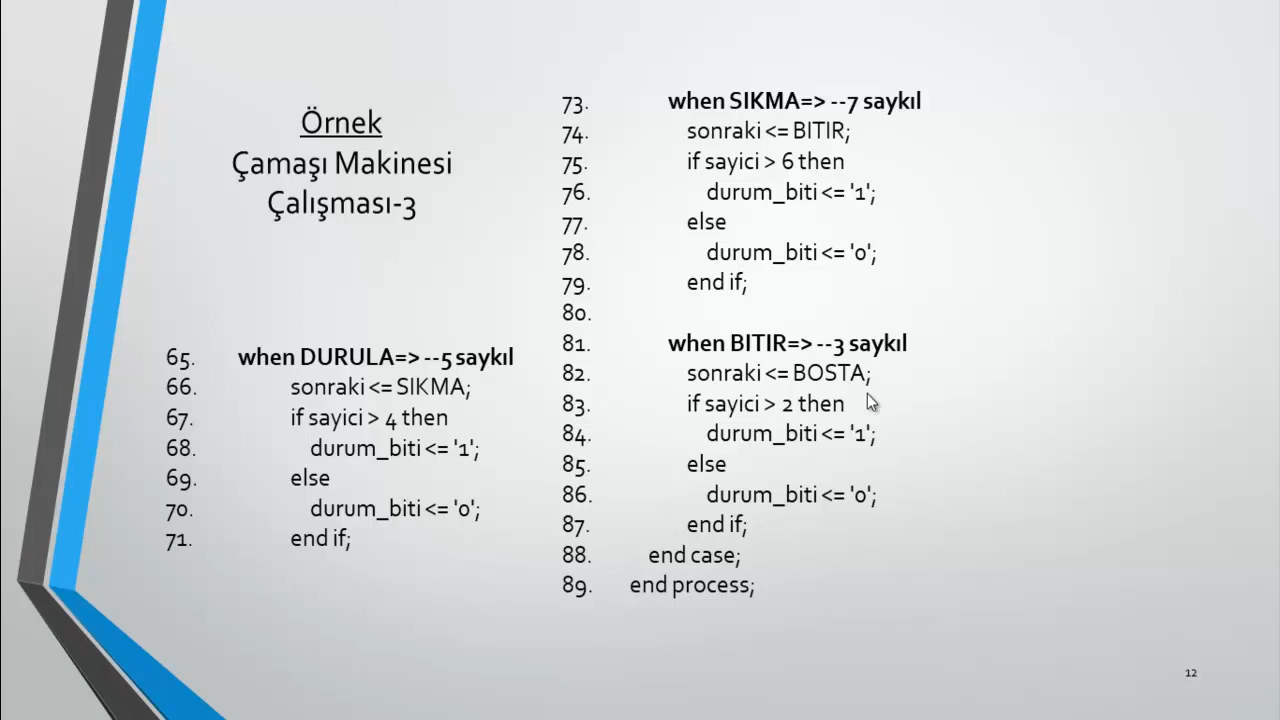 Örnek
Çamaşı Makinesi
Çalışması-3
65. when DURULA=> --5 saykıl
66. sonraki <= SIKMA;
67. if sayici > 4 then
68. durum_biti <= '1';
69. else
70. durum_biti <= '0';
71. end if;
73. when SIKMA=> --7 saykıl
74. sonraki <= BITIR;
75. if sayici > 6 then
76. durum_biti <= '1';
77. else
78. durum_biti <= '0';
79. end if;
80.
81. when BITIR=> --3 saykıl
82. sonraki <= BOSTA;
83. if sayici > 2 then
84. durum_biti <= '1';
85. else
86. durum_biti <= '0';
87. end if;
88. end case;
89. end process;
12